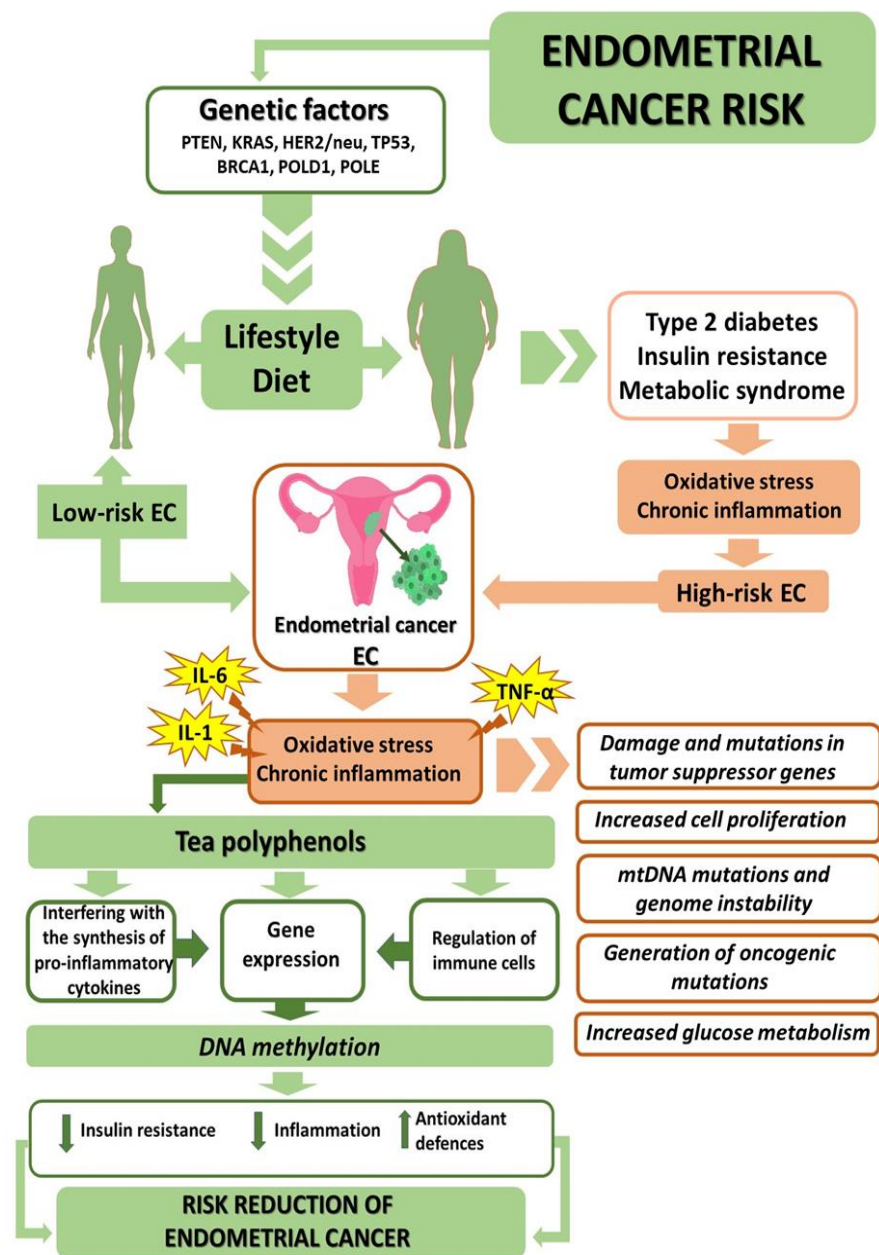 ENDOMETRIAL
CANCER RISK
Genetic factors
PTEN, KRAS, HER2/neu, TP53,
BRCA1, POLD1, POLE
Lifestyle
Diet
Type 2 diabetes
Insulin resistance
Metabolic syndrome
Oxidative stress
Chronic inflammation
Low-risk EC
High-risk EC
Endometrial cancer
EC
IL-6
TNF-α
IL-1
Oxidative stress
Chronic inflammation
Damage and mutations in
tumor suppressor genes
Increased cell proliferation
mtDNA mutations and
genome instability
Generation of oncogenic
mutations
Increased glucose metabolism
Tea polyphenols
Interfering with
the synthesis of
pro-inflammatory
cytokines
Gene
expression
Regulation of
immune cells
DNA methylation
Insulin resistance
Inflammation
Antioxidant
defences
RISK REDUCTION OF
ENDOMETRIAL CANCER